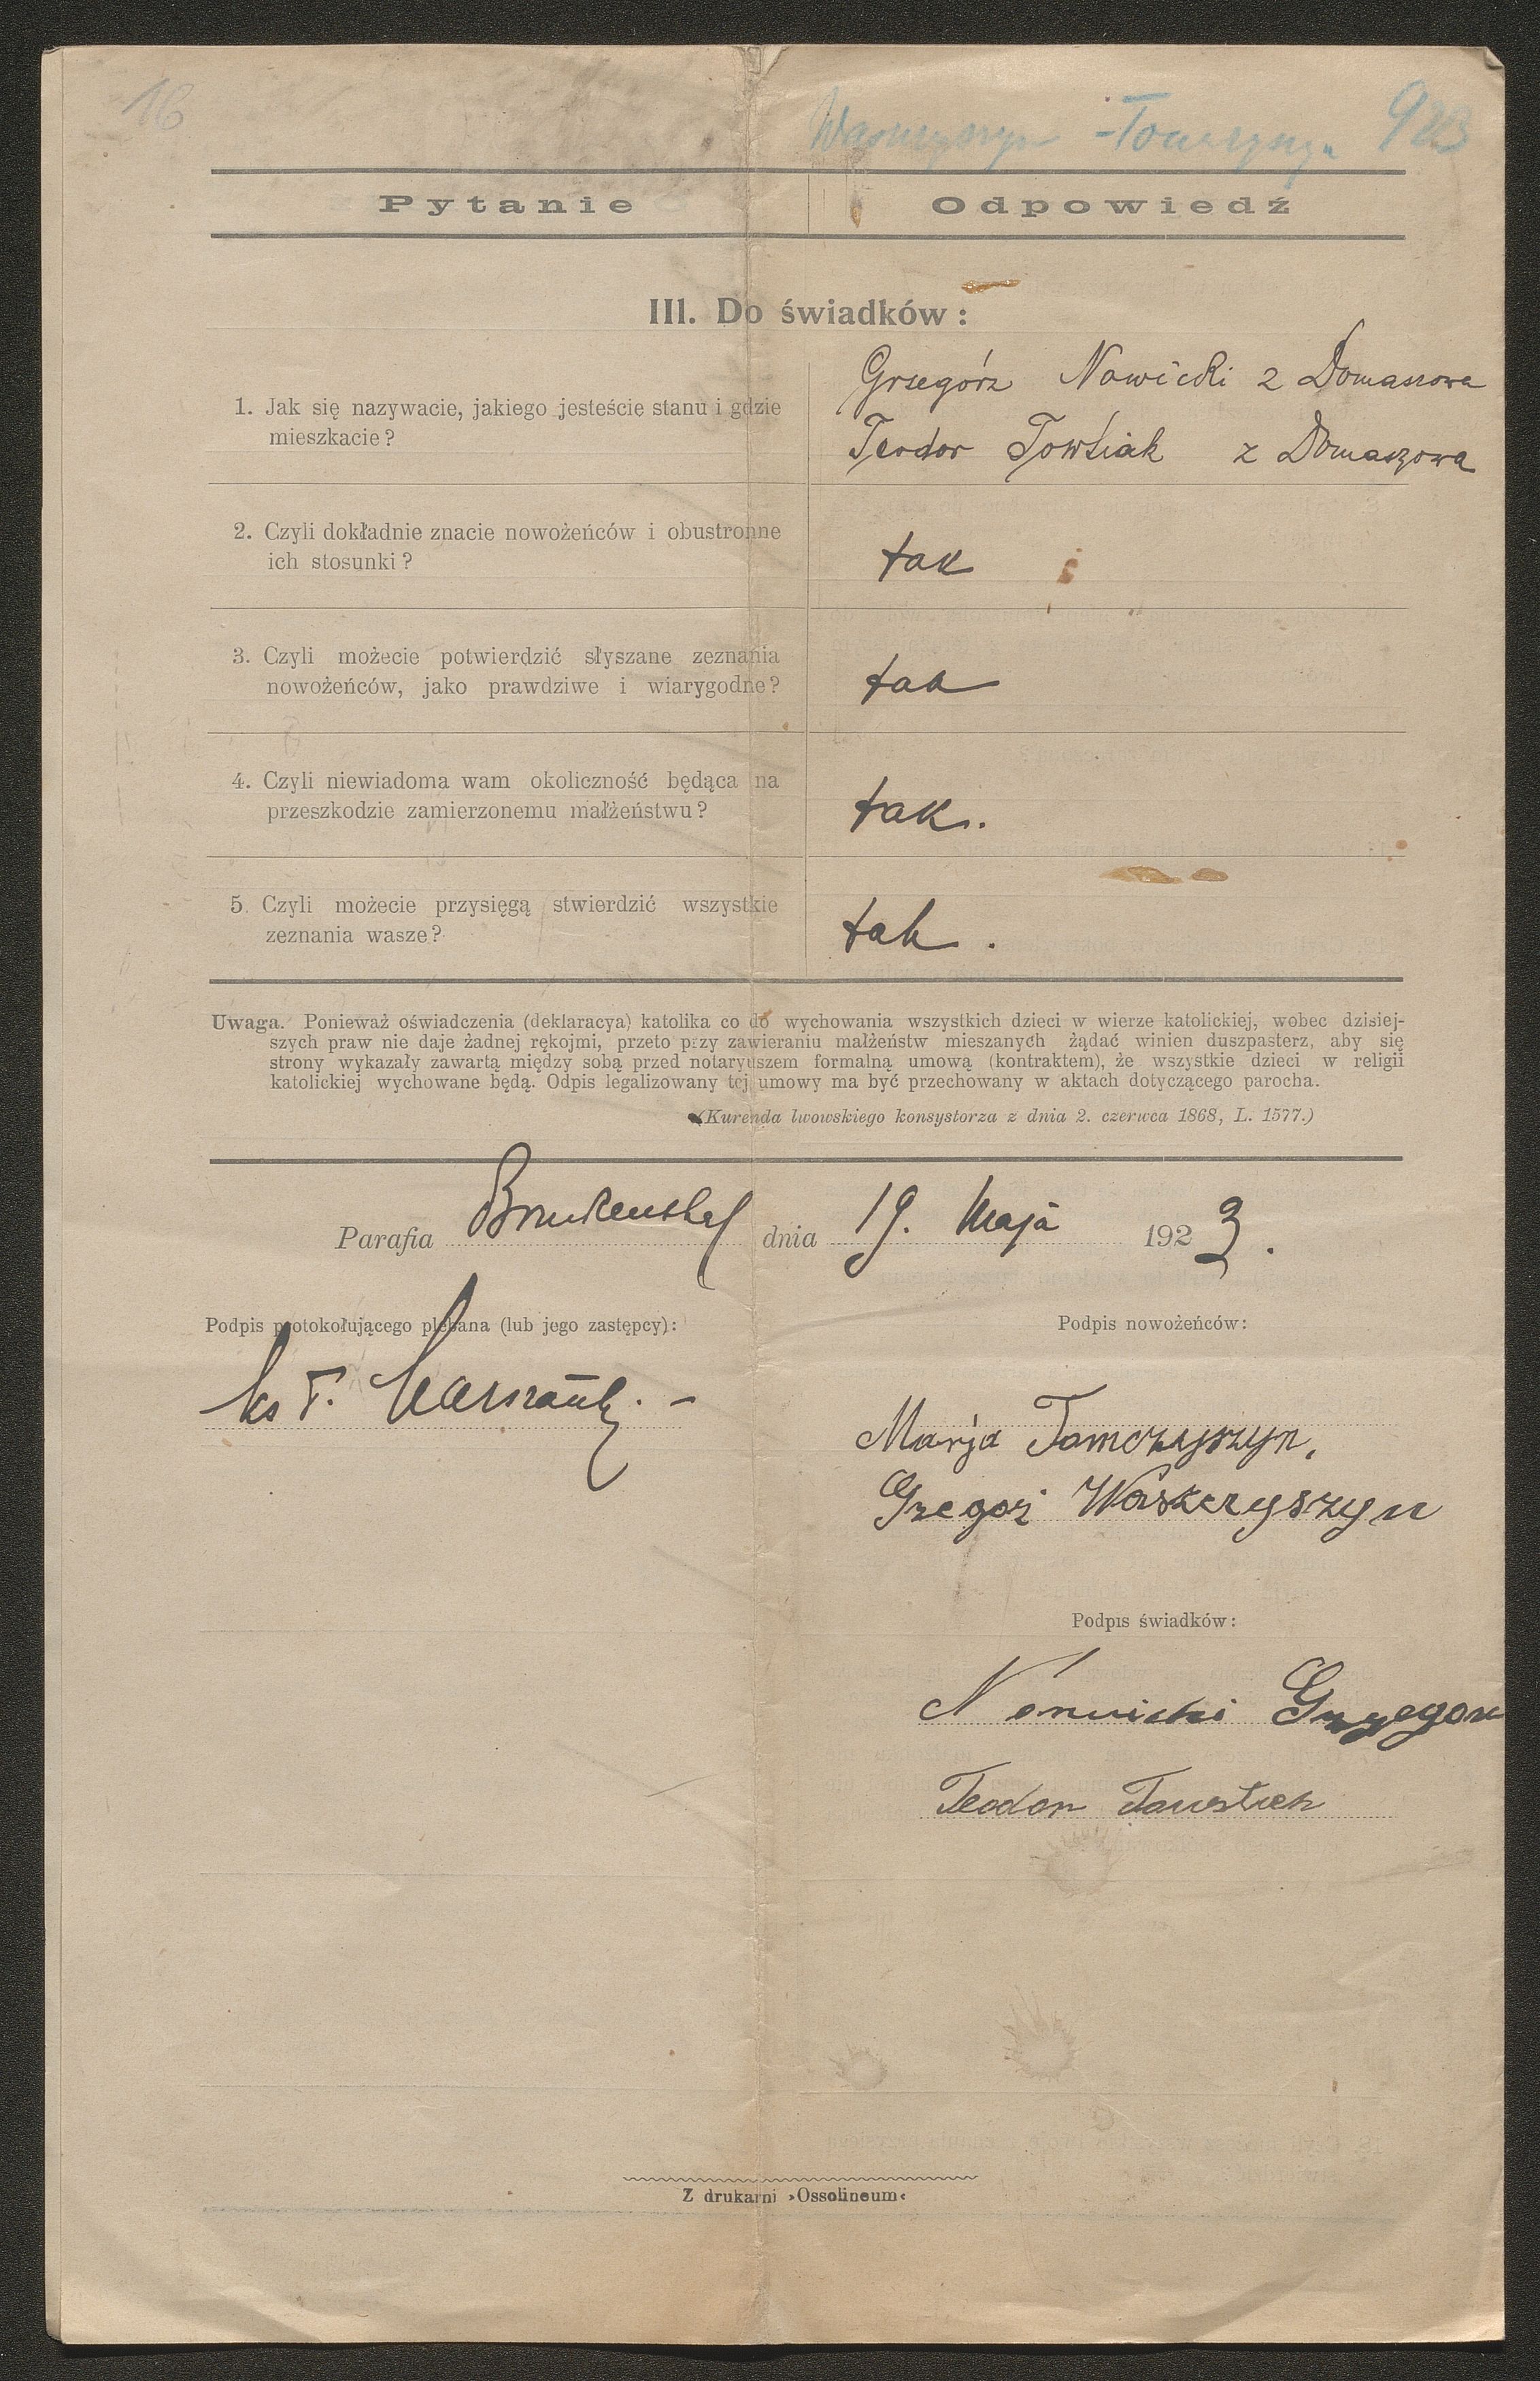 16
923
Pytanie Odpowiedź
III. Do świadków:
1. Jak się nazywacie, jakiego jesteście stanu i gdzie
mieszkacie?
Grzegórz Nowicki z Domaszowa
Teodor z Domaszowa
2. Czyli dokładnie znacie nowożeńców i obustronne
ich stosunki?
tak
3. Czyli możecie potwierdzić słyszane zeznania
nowożeńców, jako prawdziwe i wiarygodne?
tak
4. Czyli niewiadoma wam okoliczność będąca na
przeszkodzie zamierzonemu małżeństwu?
tak.
5. Czyli możecie przysięgą stwierdzić wszystkie
zeznania wasze?
tak.
Uwaga. Ponieważ oświadczenia (deklaracya) katolika co do wychowania wszystkich dzieci w wierze katolickiej, wobec dzisiej-
szych praw nie daje żadnej rękojmi, przeto przy zawieraniu małżeństw mieszanych żądać winien duszpasterz, aby się
strony wykazały zawartą między sobą przed notaryuszem formalną umową (kontraktem), że wszystkie dzieci w religii
katolickiej wychowane będą. Odpis legalizowany tej umowy ma być przechowany w aktach dotyczącego parocha.
(Kurenda lwowskiego konsystorza z dnia 2. czerwca 1868, L. 1577.)
Parafia Bruckenthal dnia 19. Maja 1923.
Podpis protokołującego plebana (lub jego zastępcy):
Podpis nowożeńców:
ks
Marja Tomczyszyn,
Gregoż Waszczyszyn
Podpis świadków:
Teodor
Z drukarni »Ossolineum«